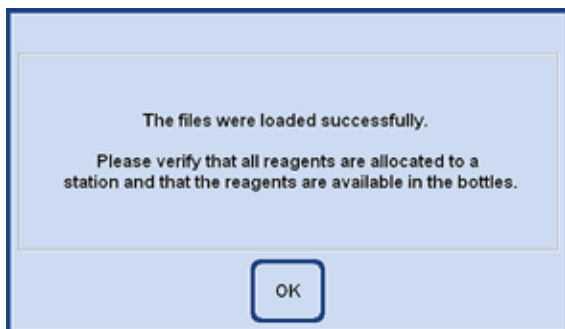 The files were loaded successfully.
Please verify that all reagents are allocated to a
station and that the reagents are available in the bottles.
OK